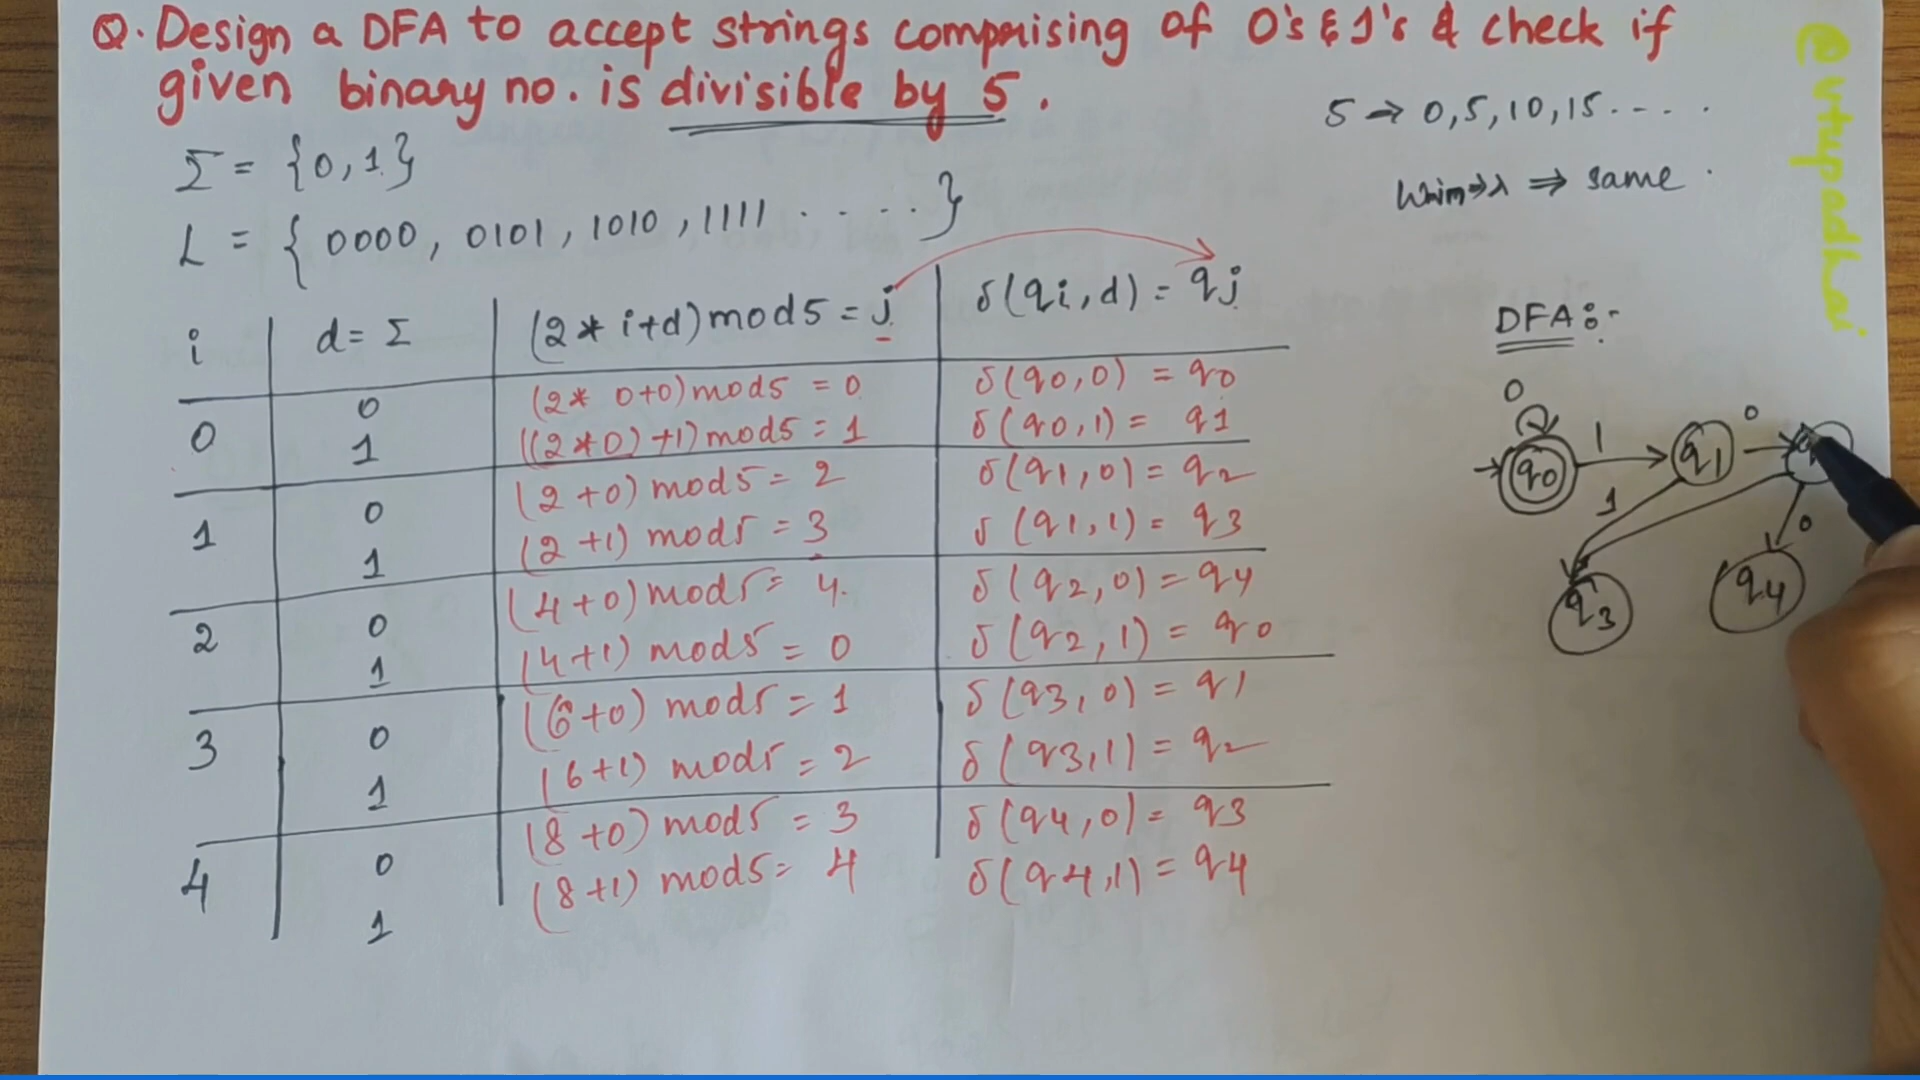 Q. Design a DFA to accept strings comprising of 0's & 1's & check if
given binary no. is divisible by 5.
5 → 0,5,10,15....
⇒ same.
Σ = {0,1}
L = { 0000, 0101, 1010, 1111 ....}
i d=Σ (2*i+d)mod5=j δ(qi,d)=qj
0 0 (2* 0+0)mod5 =0 δ(q0,0) = q0
1 ((2*0)+1)mod5=1 δ(q0,1)= q1
1 0 (2+0) mod5=2 δ(q1,0)=q2
1 (2+1) mod5=3 δ(q1,1)=q3
2 0 (4+0)mod5=4. δ(q2,0)=q4
1 (4+1) mod5=0 δ(q2,1)=q0
3 0 (6+0) mod5=1 δ(q3,0)=q1
1 (6+1) mod5=2 δ(q3,1)=q2
4 0 (8+0) mod5=3 δ(q4,0)=q3
1 (8+1) mod5=4 δ(q4,1)=q4
DFA:-
0
q0 1 q1 0
1 0
q3 q4
@vtupadhai